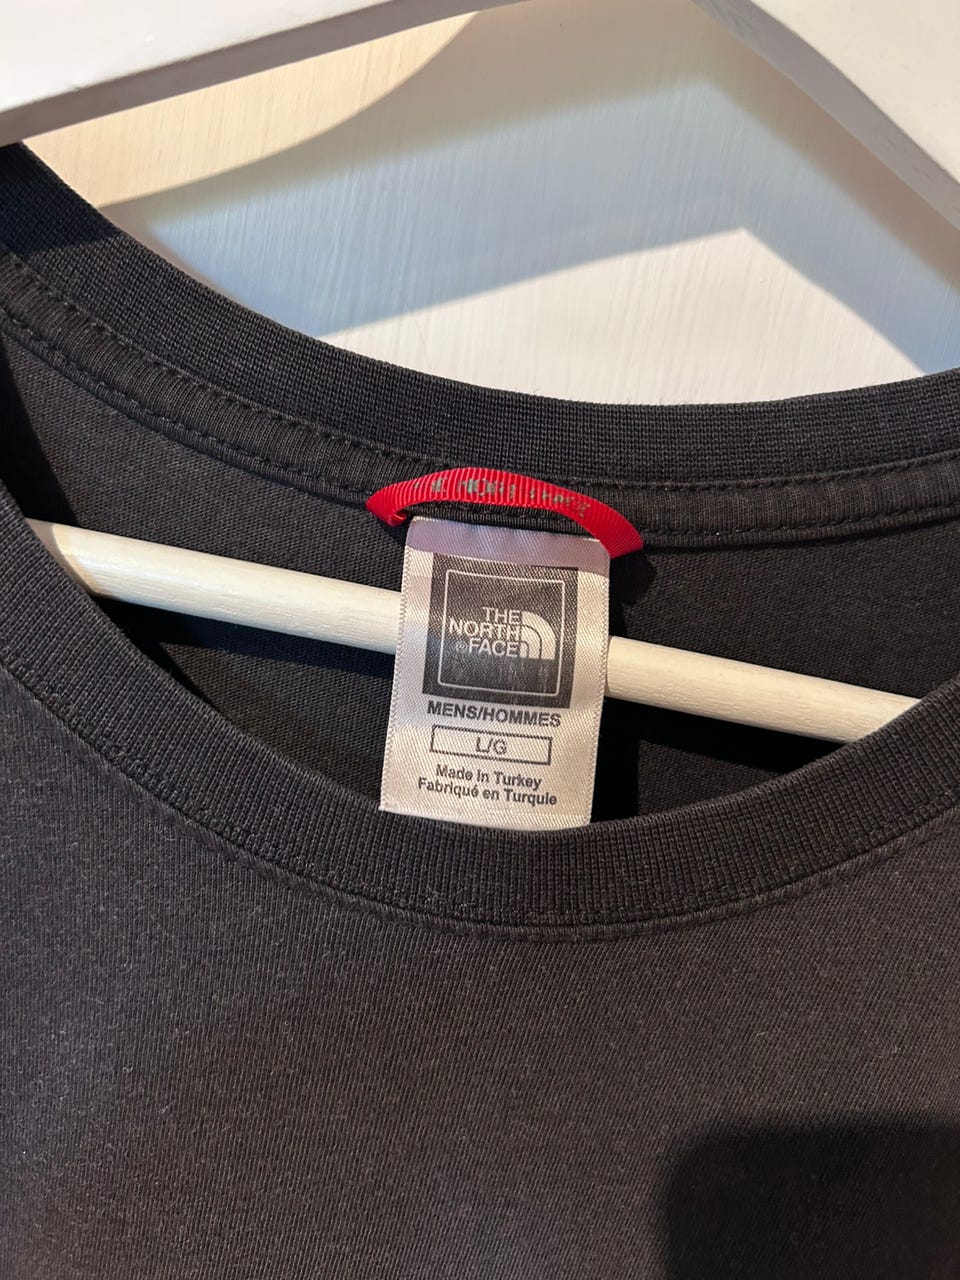 THE
NORTH
FACE
MENS/HOMMES
L/G
Made In Turkey
Fabriqué en Turquie